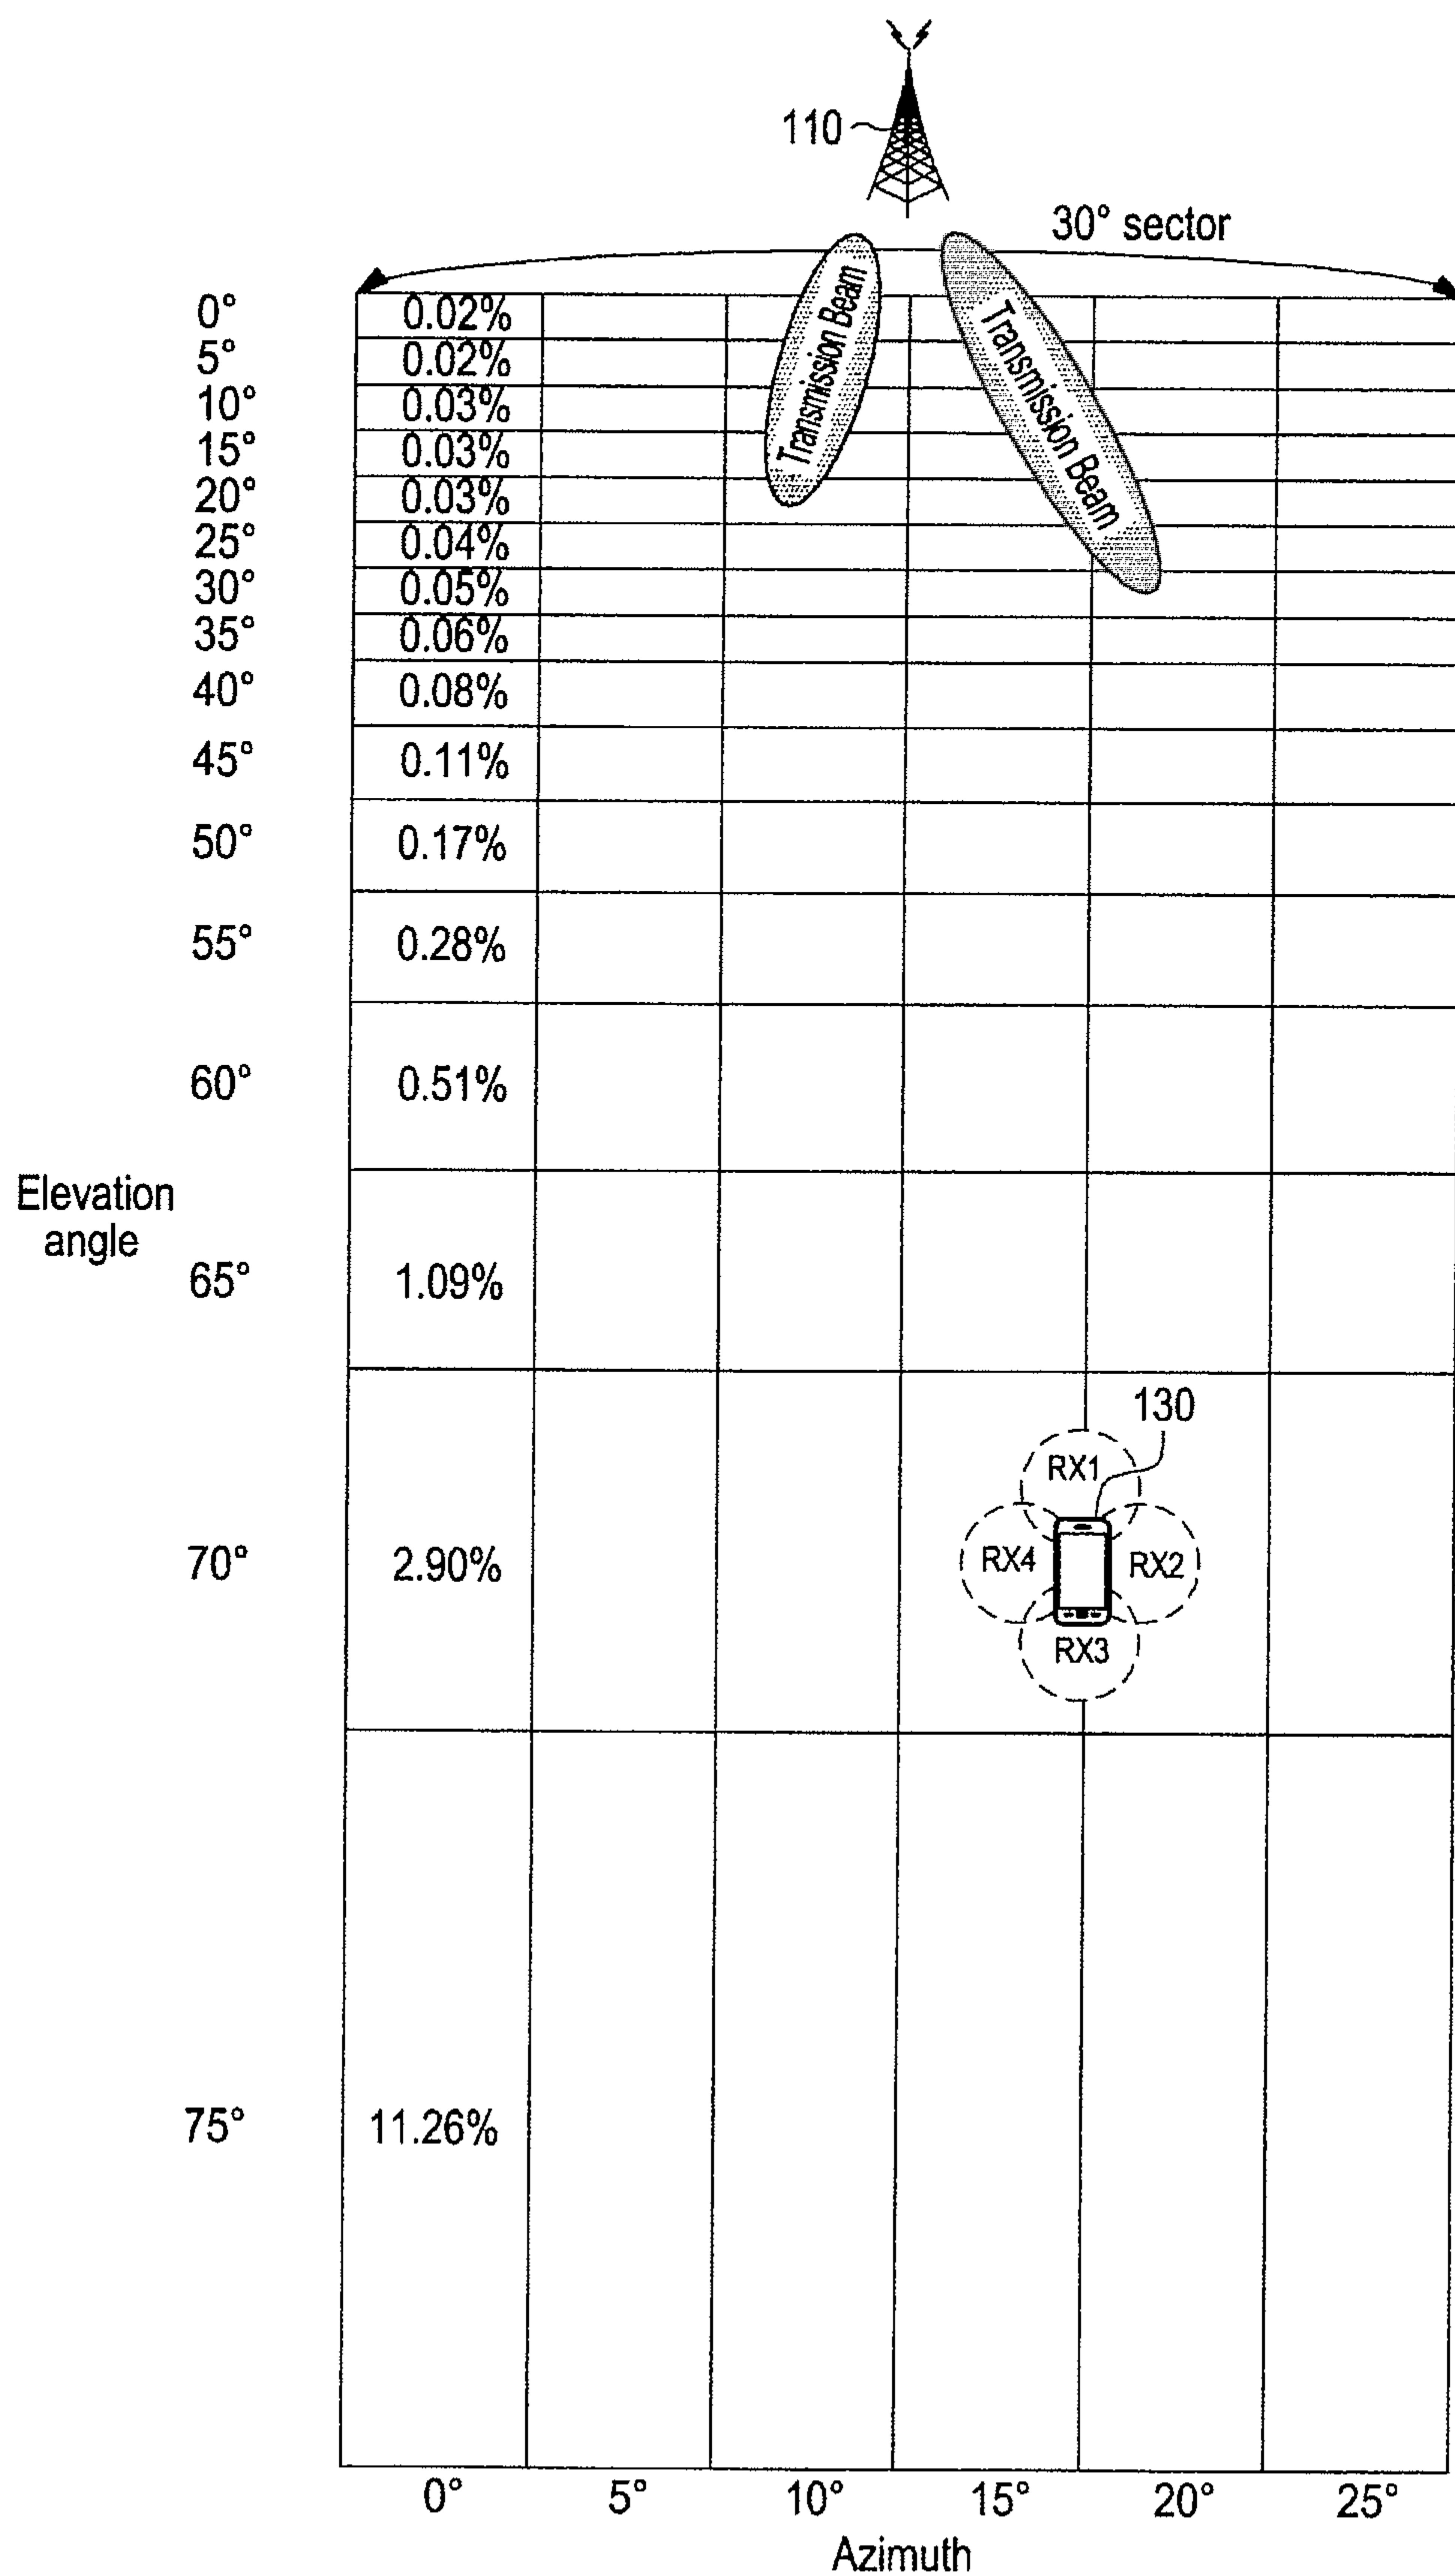 110
30° sector
0° 0.02%
5° 0.02%
10° 0.03%
15° 0.03%
20° 0.03%
25° 0.04%
30° 0.05%
35° 0.06%
40° 0.08%
45° 0.11%
50° 0.17%
55° 0.28%
60° 0.51%
65° 1.09%
70° 2.90%
75° 11.26%
Elevation
angle
Transmission Beam
Transmission Beam
130
RX1
RX4
RX2
RX3
0° 5° 10° 15° 20° 25°
Azimuth